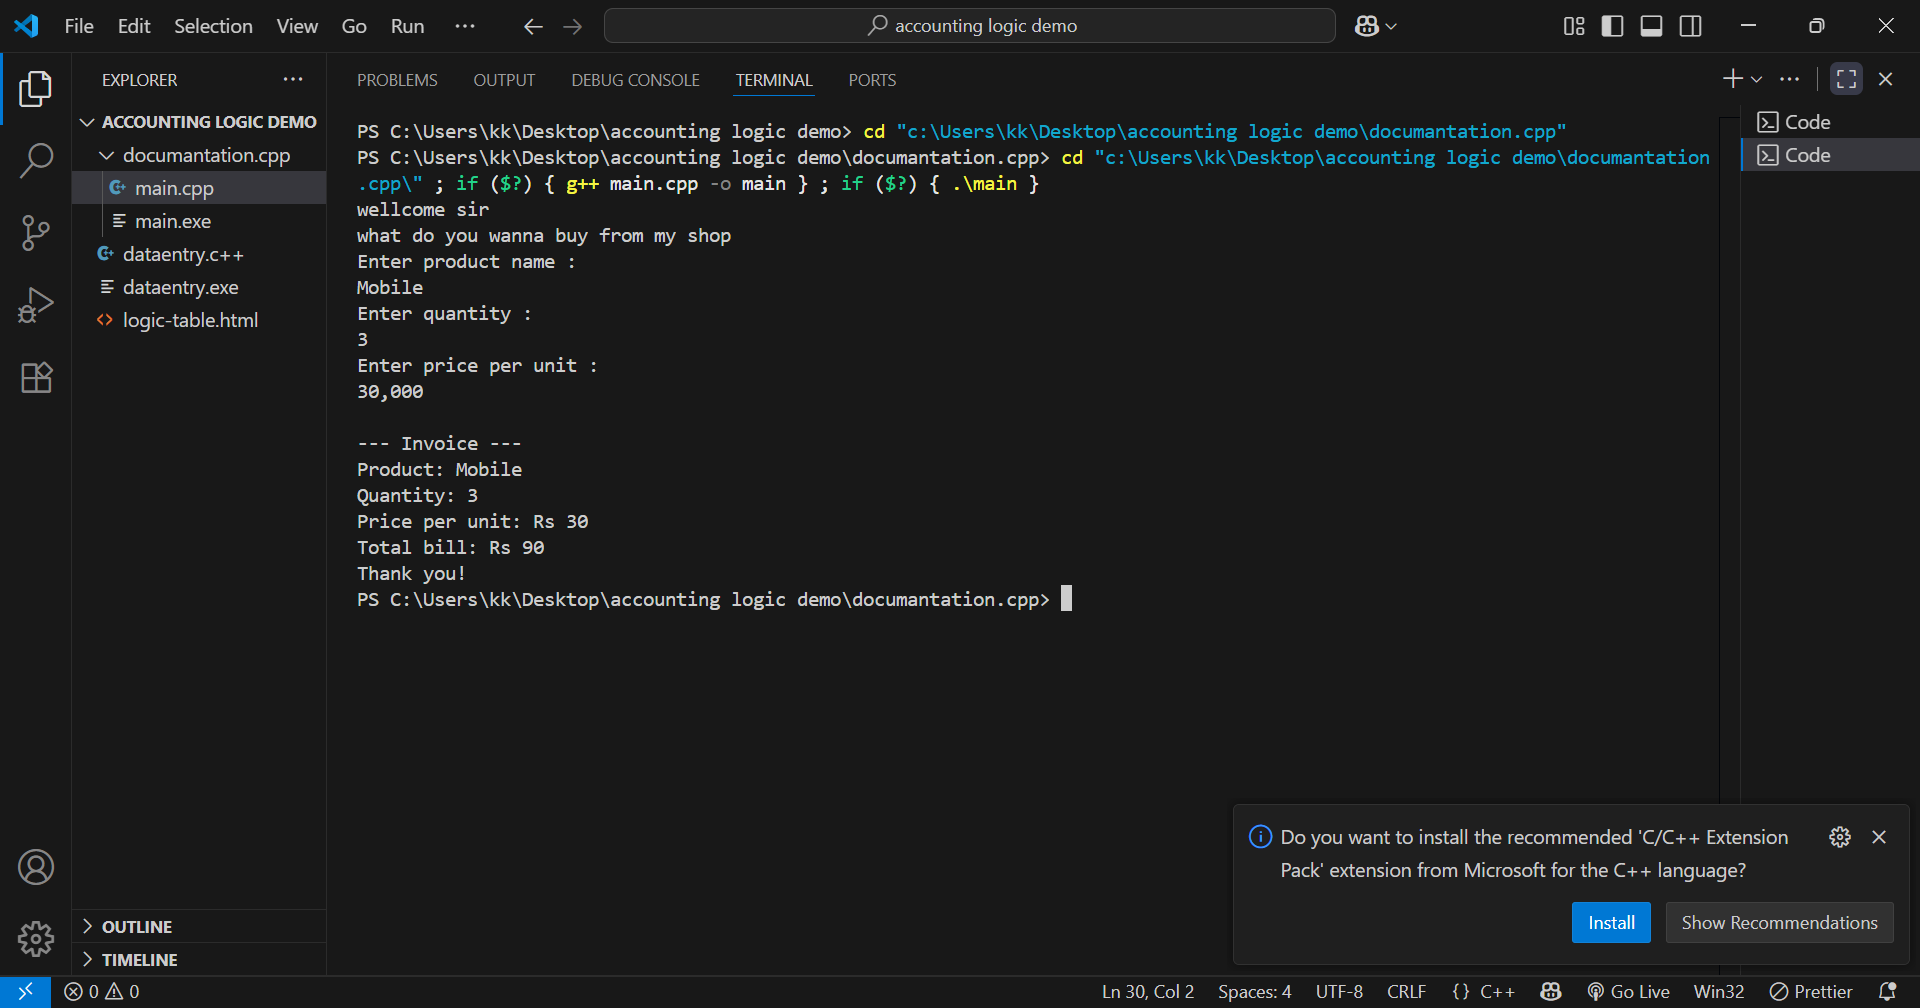 File Edit Selection View Go Run ··· accounting logic demo
EXPLORER ···
ACCOUNTING LOGIC DEMO
documantation.cpp
main.cpp
main.exe
dataentry.c++
dataentry.exe
logic-table.html
OUTLINE
TIMELINE
PROBLEMS OUTPUT DEBUG CONSOLE TERMINAL PORTS
PS C:\Users\kk\Desktop\accounting logic demo> cd "c:\Users\kk\Desktop\accounting logic demo\documantation.cpp"
PS C:\Users\kk\Desktop\accounting logic demo\documantation.cpp> cd "c:\Users\kk\Desktop\accounting logic demo\documantation
.cpp\" ; if ($?) { g++ main.cpp -o main } ; if ($?) { .\main }
wellcome sir
what do you wanna buy from my shop
Enter product name :
Mobile
Enter quantity :
3
Enter price per unit :
30,000
--- Invoice ---
Product: Mobile
Quantity: 3
Price per unit: Rs 30
Total bill: Rs 90
Thank you!
PS C:\Users\kk\Desktop\accounting logic demo\documantation.cpp>
Code
Code
Do you want to install the recommended 'C/C++ Extension
Pack' extension from Microsoft for the C++ language?
Install Show Recommendations
0 0 Ln 30, Col 2 Spaces: 4 UTF-8 CRLF {} C++ Go Live Win32 Prettier